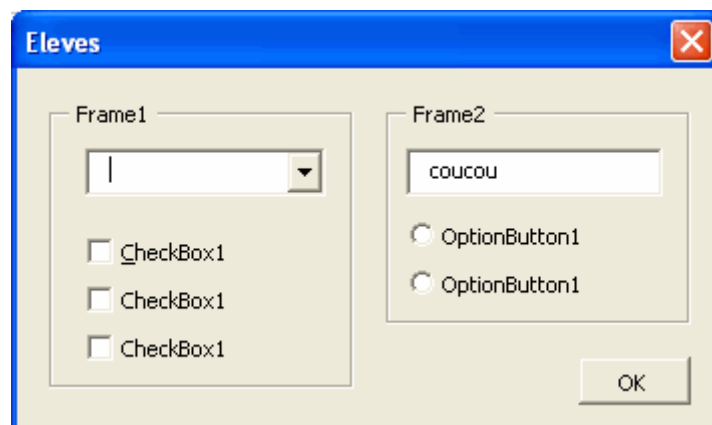 Eleves
Frame1
CheckBox1
CheckBox1
CheckBox1
Frame2
coucou
OptionButton1
OptionButton1
OK